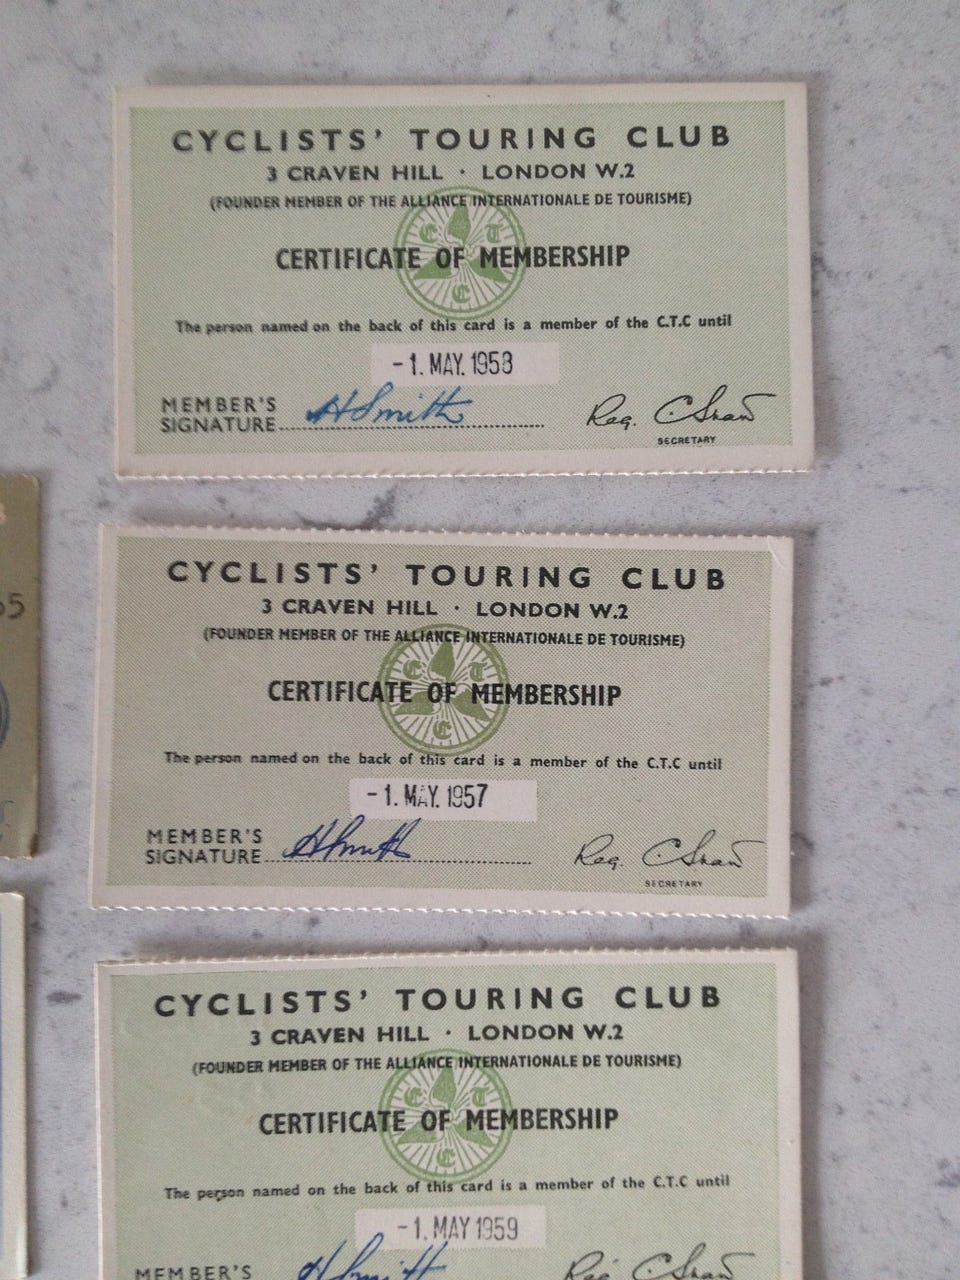 CYCLISTS' TOURING CLUB
3 CRAVEN HILL · LONDON W.2
(FOUNDER MEMBER OF THE ALLIANCE INTERNATIONALE DE TOURISME)
C T C
CERTIFICATE OF MEMBERSHIP
The person named on the back of this card is a member of the C.T.C until
-1. MAY. 1958
MEMBER'S
SIGNATURE H Smith
Reg. C Shaw
SECRETARY
CYCLISTS' TOURING CLUB
3 CRAVEN HILL · LONDON W.2
(FOUNDER MEMBER OF THE ALLIANCE INTERNATIONALE DE TOURISME)
C T C
CERTIFICATE OF MEMBERSHIP
The person named on the back of this card is a member of the C.T.C until
-1. MAY. 1957
MEMBER'S
SIGNATURE H Smith
Reg. C Shaw
SECRETARY
CYCLISTS' TOURING CLUB
3 CRAVEN HILL · LONDON W.2
(FOUNDER MEMBER OF THE ALLIANCE INTERNATIONALE DE TOURISME)
C T C
CERTIFICATE OF MEMBERSHIP
The person named on the back of this card is a member of the C.T.C until
-1. MAY 1959
MEMBER'S
H Smith
Reg C Shaw